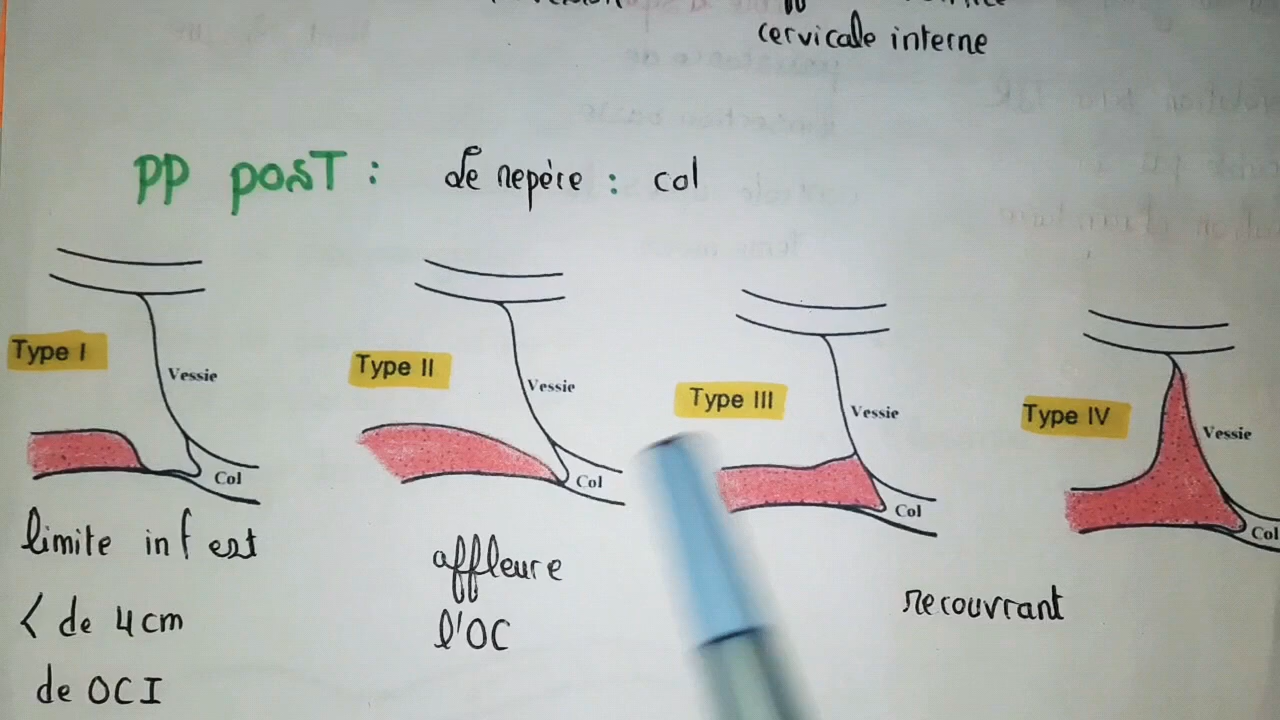 cervicale interne
pp posT : Le repère : col
Type I
Vessie
Col
limite inf est
< de 4cm
de OCI
Type II
Vessie
Col
affleure
l'OC
Type III
Vessie
Col
Type IV
Vessie
Col
recouvrant